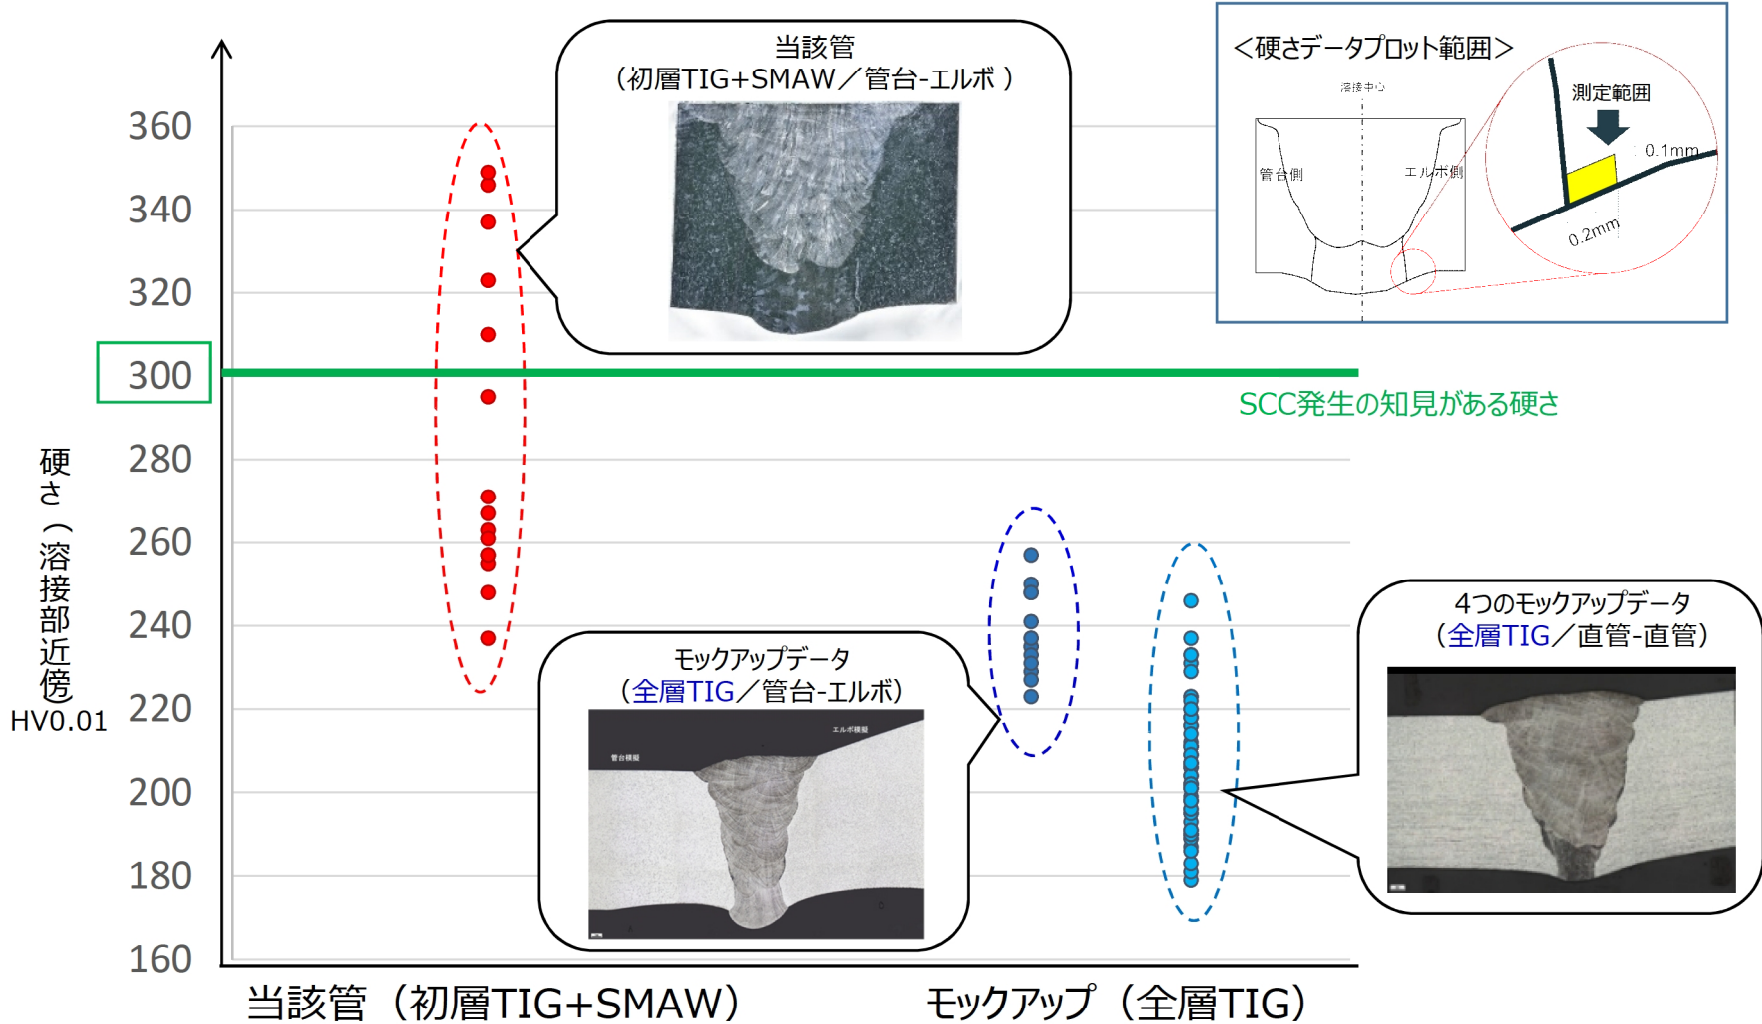 当該管
（初層TIG+SMAW／管台-エルボ ）
＜硬さデータプロット範囲＞
溶接中心
測定範囲
0.1mm
管台側
エルボ側
0.2mm
360
340
320
300
280
260
240
220
200
180
160
SCC発生の知見がある硬さ
硬さ（溶接部近傍）
HV0.01
モックアップデータ
（全層TIG／管台-エルボ）
エルボ模擬
管台模擬
4つのモックアップデータ
（全層TIG／直管-直管）
当該管（初層TIG+SMAW）
モックアップ（全層TIG）